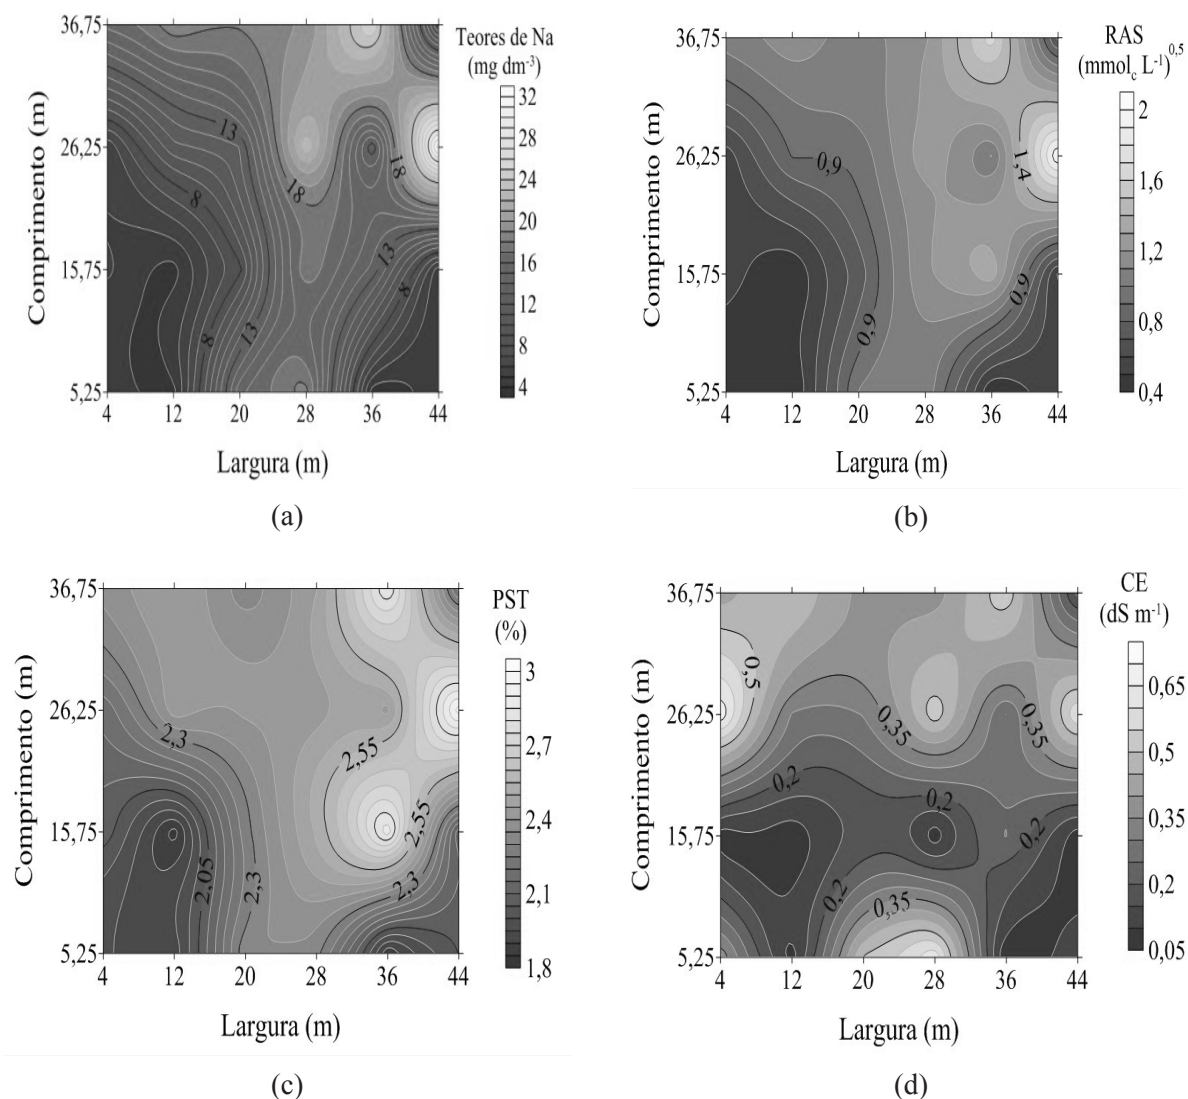 Teores de Na
(mg dm⁻³)
Comprimento (m)
36,75
26,25
15,75
5,25
4 12 20 28 36 44
Largura (m)
13
8
18
18
13
8
8
13
32
28
24
20
16
12
8
4
(a)
RAS
(mmolc L⁻¹)0,5
Comprimento (m)
36,75
26,25
15,75
5,25
4 12 20 28 36 44
Largura (m)
0,9
1,4
0,9
0,9
2
1,6
1,2
0,8
0,4
(b)
PST
(%)
Comprimento (m)
36,75
26,25
15,75
5,25
4 12 20 28 36 44
Largura (m)
2,3
2,55
2,55
2,05
2,3
2,3
3
2,7
2,4
2,1
1,8
(c)
CE
(dS m⁻¹)
Comprimento (m)
36,75
26,25
15,75
5,25
4 12 20 28 36 44
Largura (m)
0,5
0,35
0,35
0,2
0,2
0,2
0,2
0,35
0,65
0,5
0,35
0,2
0,05
(d)